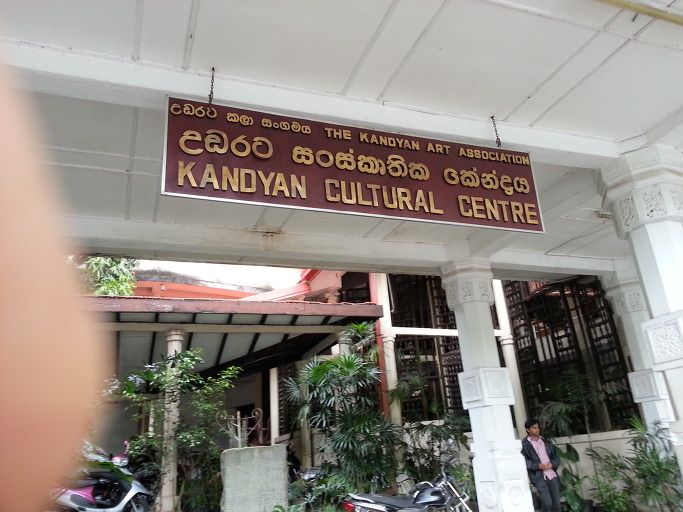 උඩරට කලා සංගමය THE KANDYAN ART ASSOCIATION
උඩරට සංස්කෘතික කේන්ද්‍රය
KANDYAN CULTURAL CENTRE